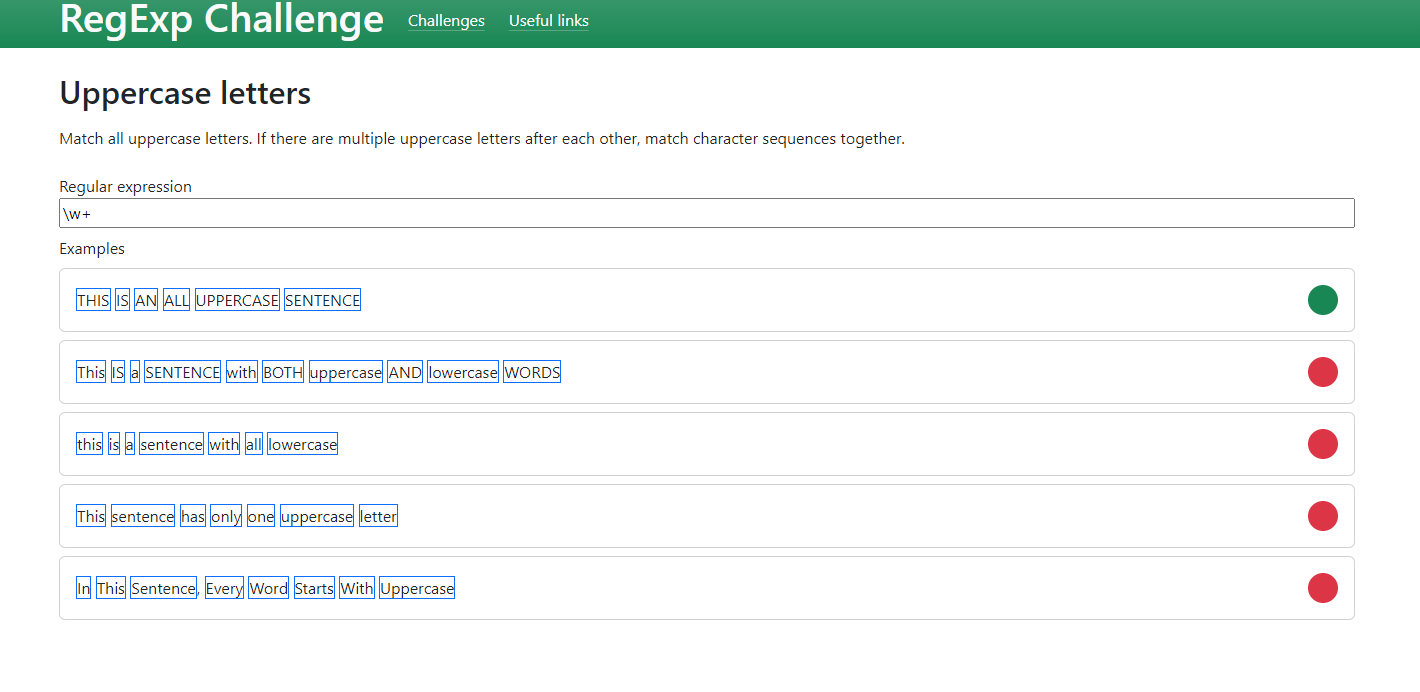 RegExp Challenge Challenges Useful links
Uppercase letters
Match all uppercase letters. If there are multiple uppercase letters after each other, match character sequences together.
Regular expression
\w+
Examples
THIS IS AN ALL UPPERCASE SENTENCE
This IS a SENTENCE with BOTH uppercase AND lowercase WORDS
this is a sentence with all lowercase
This sentence has only one uppercase letter
In This Sentence, Every Word Starts With Uppercase